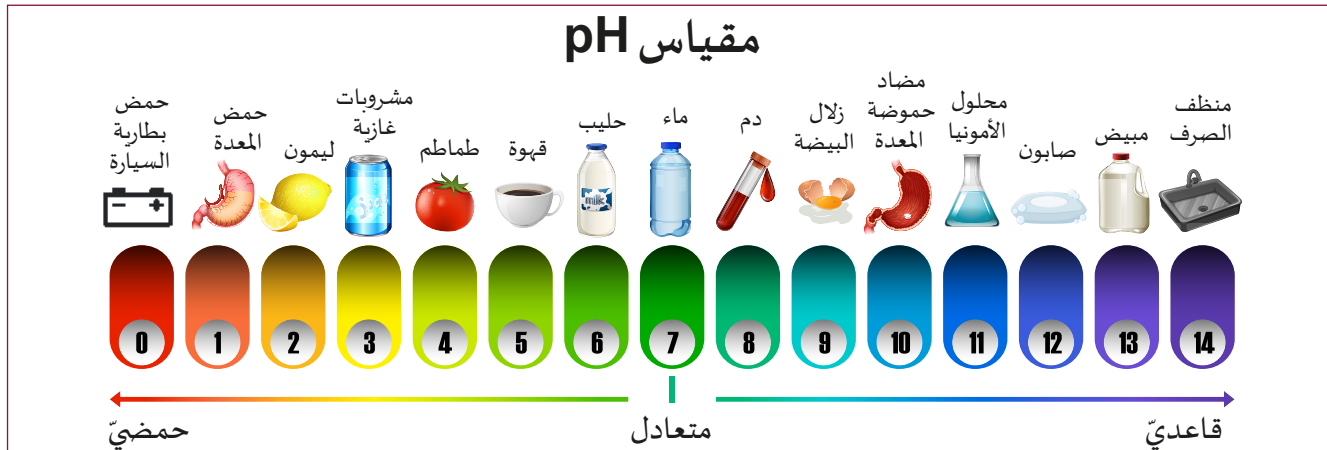 مقياس pH
حمض
بطارية
السيارة
حمض
المعدة
ليمون
مشروبات
غازية
طماطم
قهوة
حليب
milk
ماء
دم
زلال
البيضة
مضاد
حموضة
المعدة
محلول
الأمونيا
صابون
مبيض
منظف
الصرف
0 1 2 3 4 5 6 7 8 9 10 11 12 13 14
حمضيّ
متعادل
قاعديّ